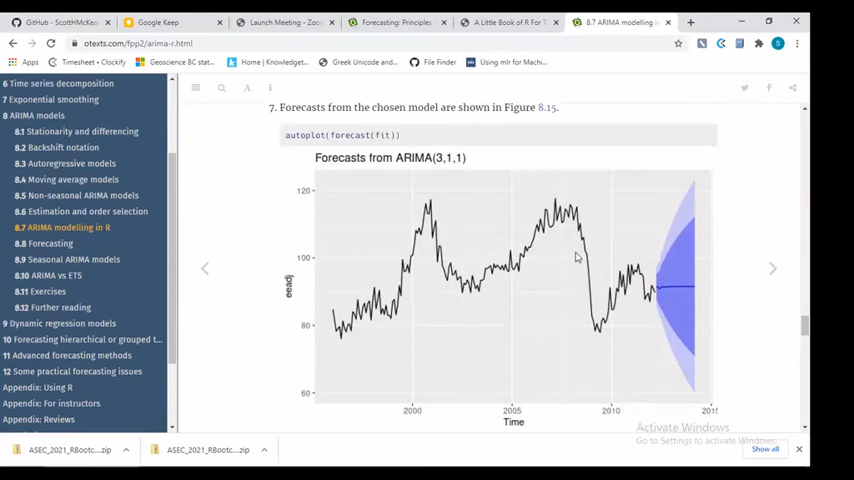 GitHub - ScottHMcKea
Google Keep
Launch Meeting - Zoo
Forecasting: Principles
A Little Book of R For T
8.7 ARIMA modelling in
otexts.com/fpp2/arima-r.html
Apps
Timesheet – Clockify
Geoscience BC stat...
Home | Knowledget...
Greek Unicode and...
File Finder
Using mlr for Machin...
6 Time series decomposition
7 Exponential smoothing
8 ARIMA models
8.1 Stationarity and differencing
8.2 Backshift notation
8.3 Autoregressive models
8.4 Moving average models
8.5 Non-seasonal ARIMA models
8.6 Estimation and order selection
8.7 ARIMA modelling in R
8.8 Forecasting
8.9 Seasonal ARIMA models
8.10 ARIMA vs ETS
8.11 Exercises
8.12 Further reading
9 Dynamic regression models
10 Forecasting hierarchical or grouped t...
11 Advanced forecasting methods
12 Some practical forecasting issues
Appendix: Using R
Appendix: For instructors
Appendix: Reviews
7. Forecasts from the chosen model are shown in Figure 8.15.
autoplot(forecast(fit))
Forecasts from ARIMA(3,1,1)
120
100
80
60
eeadj
2000
2005
2010
201
Time
Activate Windows
Go to Settings to activate Windows.
ASEC_2021_RBootc....zip
ASEC_2021_RBootc....zip
Show all